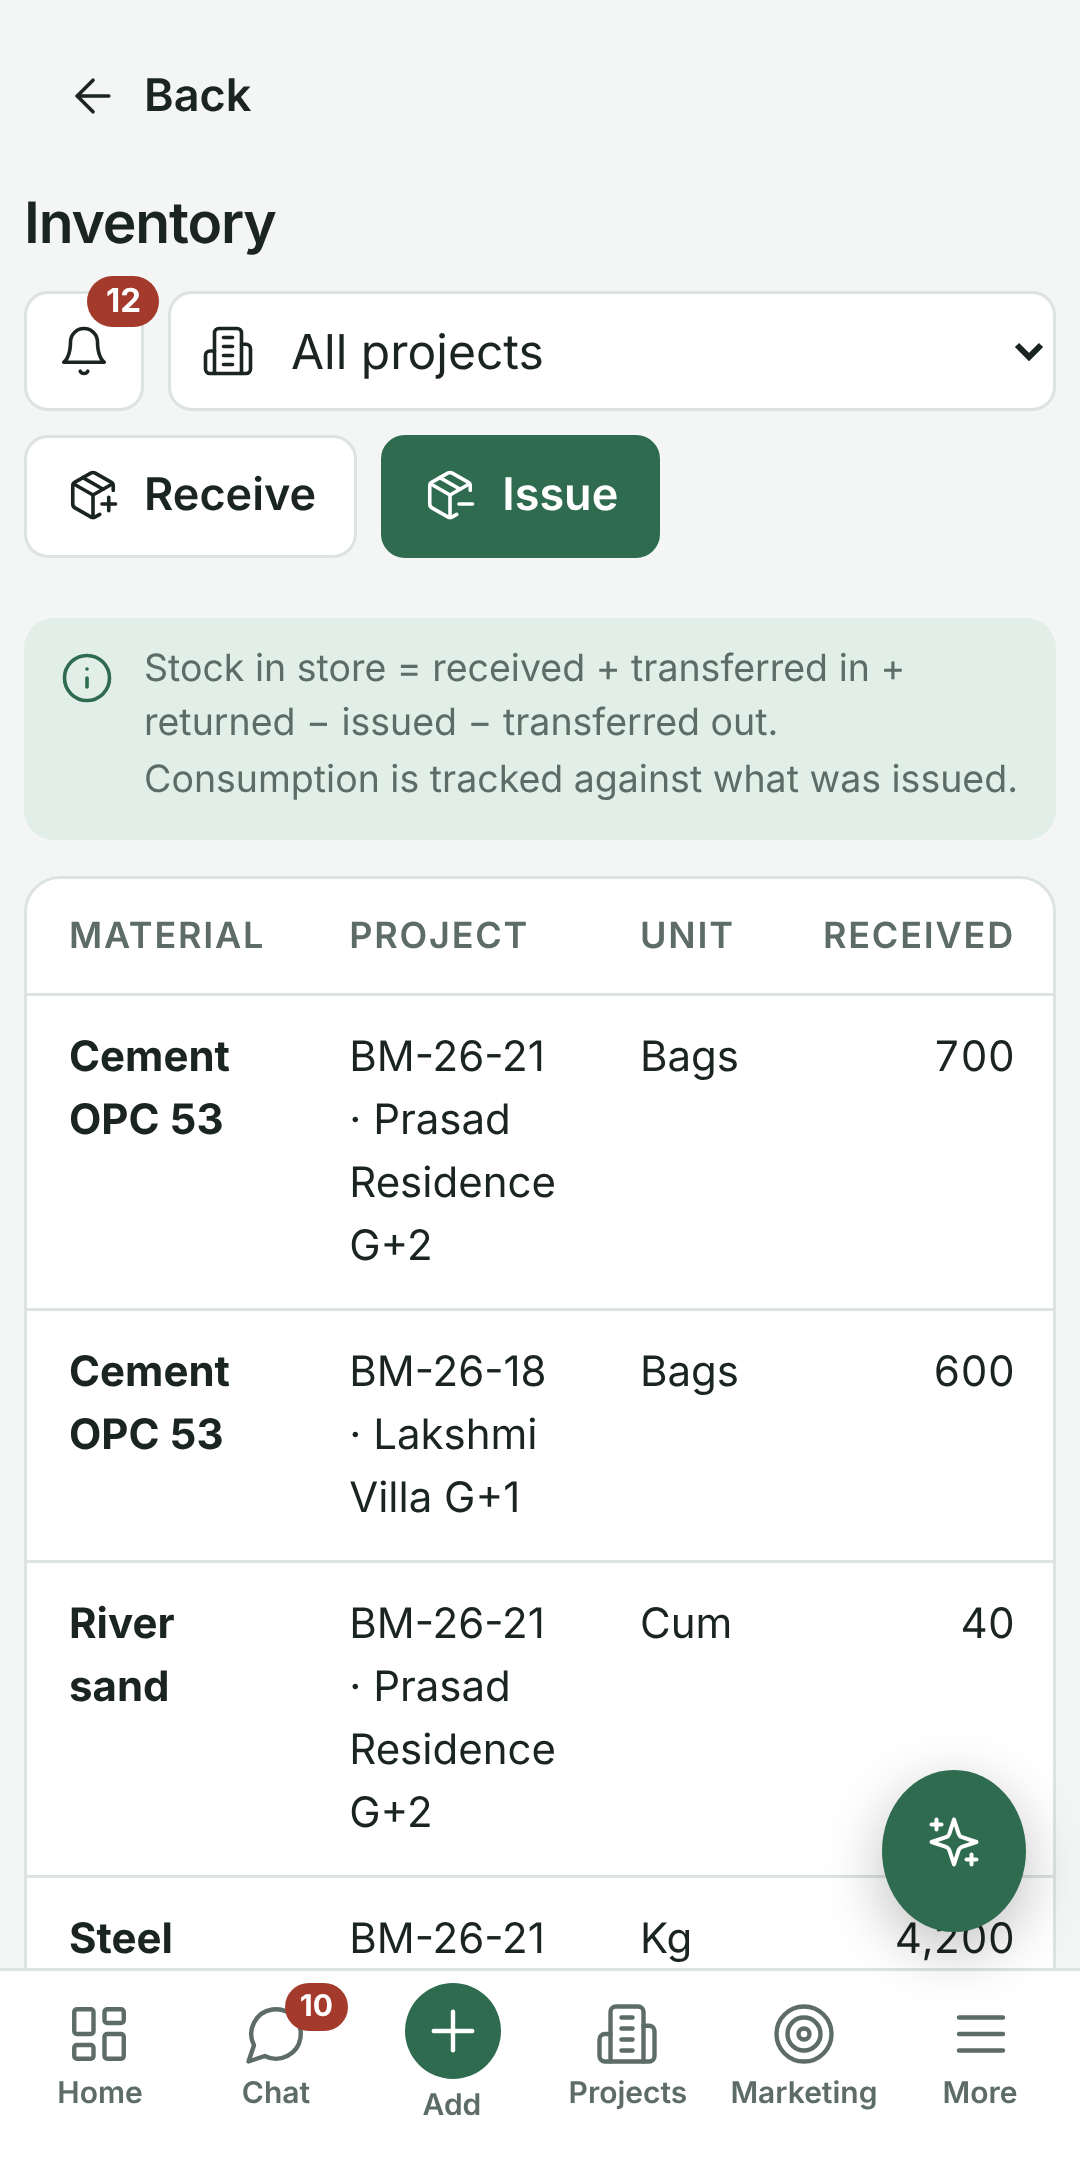 Back
Inventory
12
All projects
Receive
Issue
Stock in store = received + transferred in +
returned − issued − transferred out.
Consumption is tracked against what was issued.
MATERIAL PROJECT UNIT RECEIVED
Cement BM-26-21 Bags 700
OPC 53 · Prasad
Residence
G+2
Cement BM-26-18 Bags 600
OPC 53 · Lakshmi
Villa G+1
River BM-26-21 Cum 40
sand · Prasad
Residence
G+2
Steel BM-26-21 Kg 4,200
10
Home Chat Add Projects Marketing More